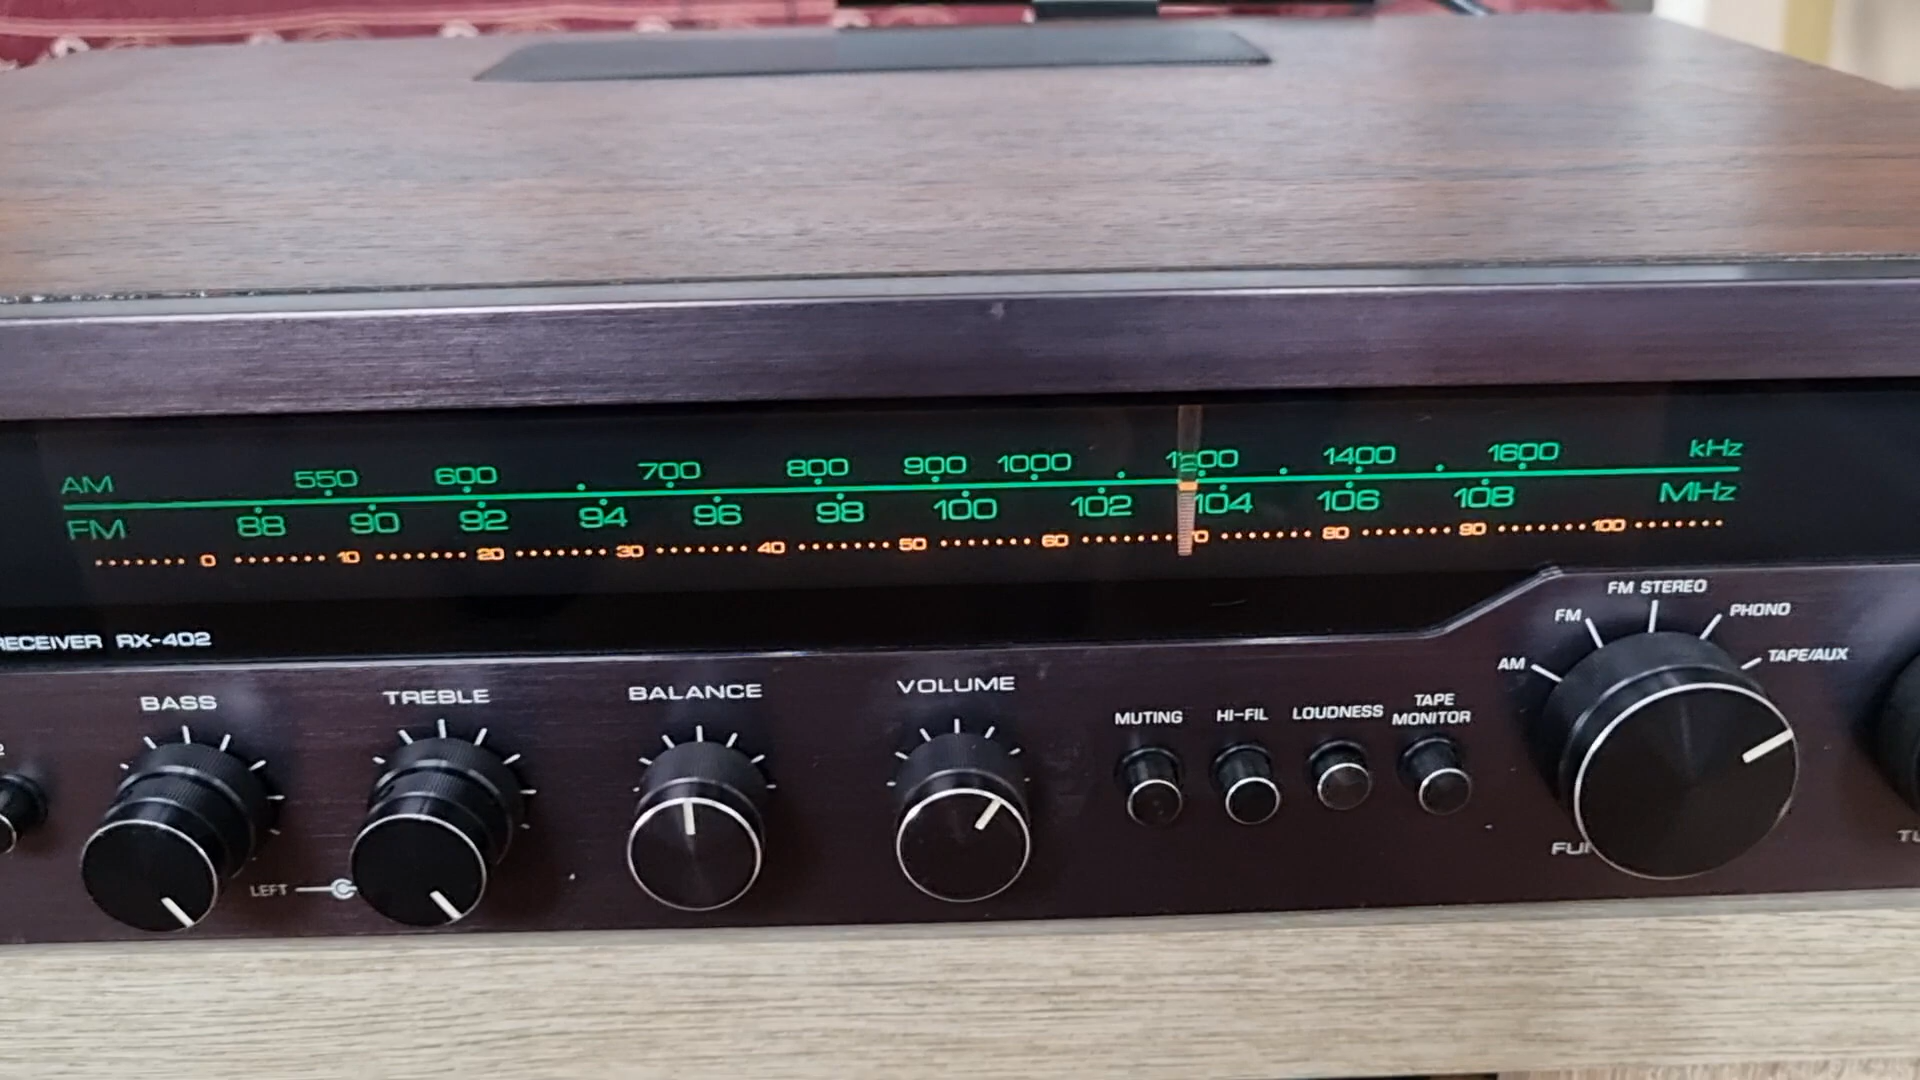 AM 550 600 700 800 900 1000 1200 1400 1600 kHz
FM 88 90 92 94 96 98 100 102 104 106 108 MHz
0 10 20 30 40 50 60 80 90 100
RECEIVER RX-402
FM STEREO
FM PHONO
AM TAPE/AUX
BASS TREBLE BALANCE VOLUME
MUTING HI-FIL LOUDNESS TAPE MONITOR
LEFT